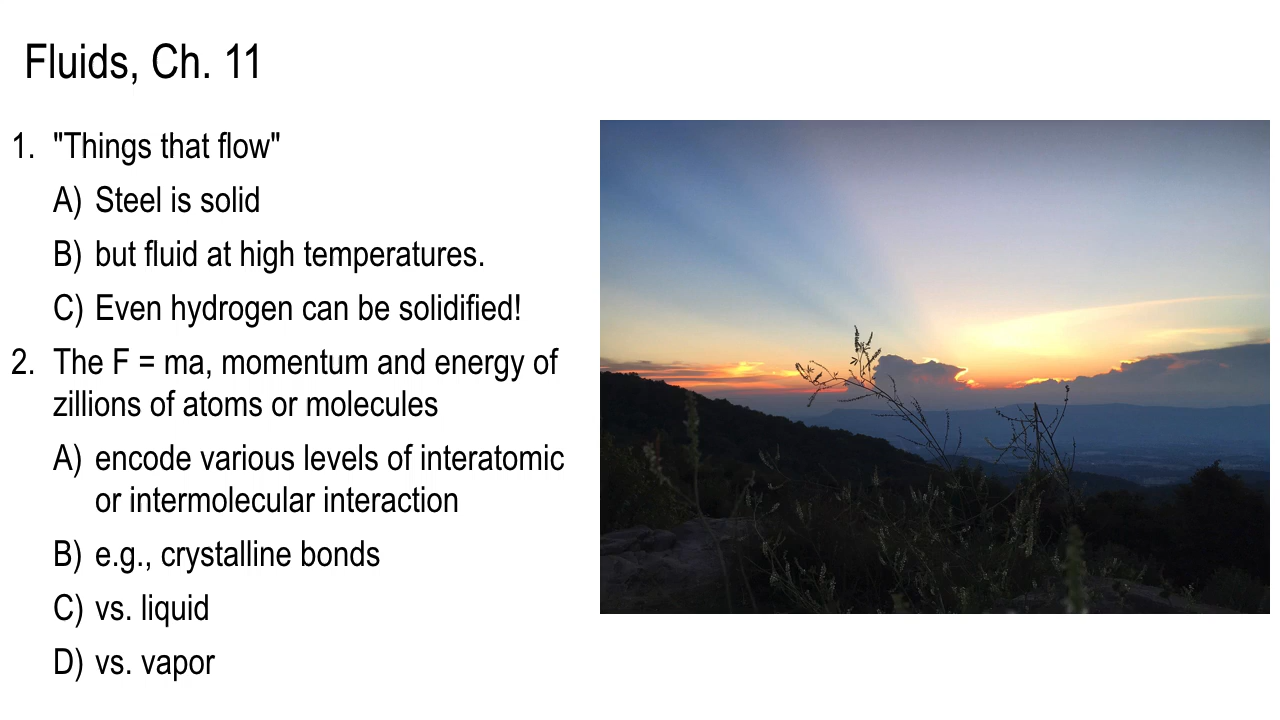 Fluids, Ch. 11
1. "Things that flow"
A) Steel is solid
B) but fluid at high temperatures.
C) Even hydrogen can be solidified!
2. The F = ma, momentum and energy of
zillions of atoms or molecules
A) encode various levels of interatomic
or intermolecular interaction
B) e.g., crystalline bonds
C) vs. liquid
D) vs. vapor